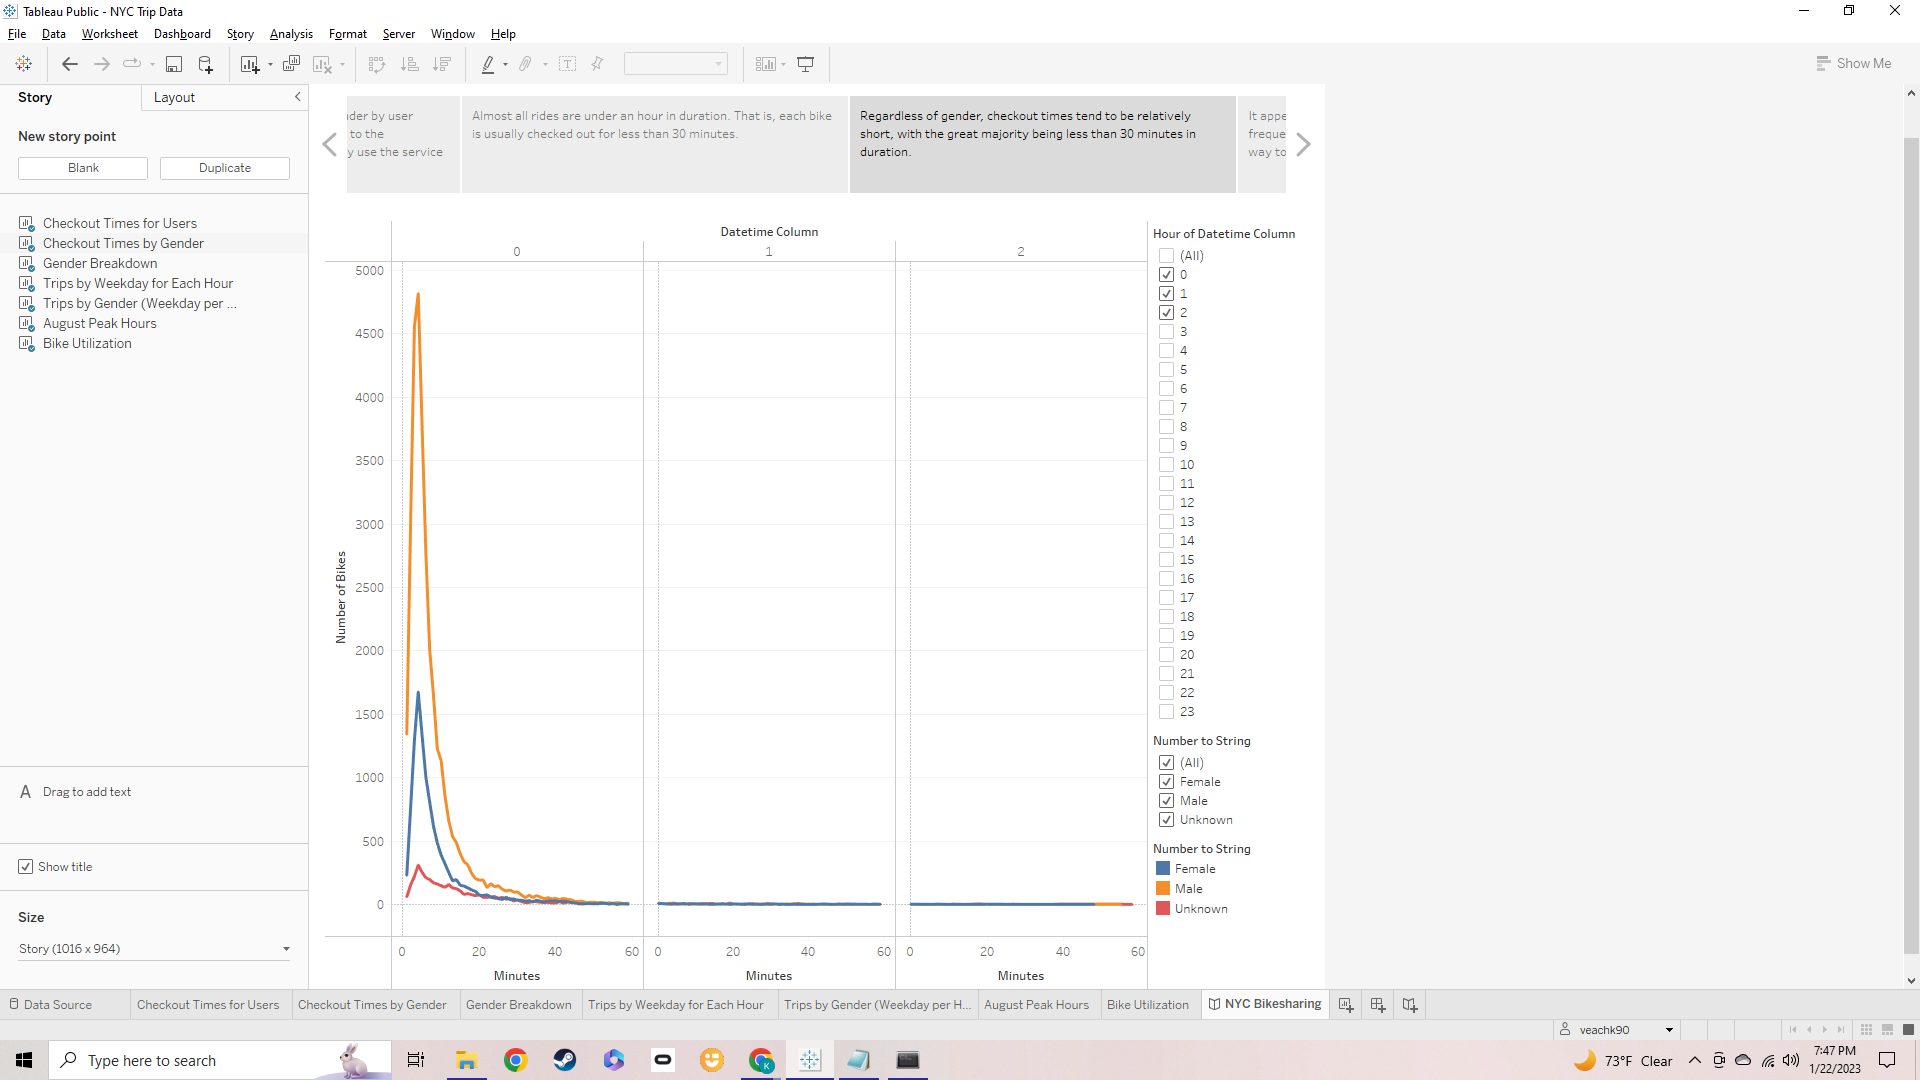 Tableau Public - NYC Trip Data
File Data Worksheet Dashboard Story Analysis Format Server Window Help
Show Me
Story Layout
New story point
Blank Duplicate
Checkout Times for Users
Checkout Times by Gender
Gender Breakdown
Trips by Weekday for Each Hour
Trips by Gender (Weekday per ...
August Peak Hours
Bike Utilization
A Drag to add text
Show title
Size
Story (1016 x 964)
by user
to the
y use the service
Almost all rides are under an hour in duration. That is, each bike
is usually checked out for less than 30 minutes.
Regardless of gender, checkout times tend to be relatively
short, with the great majority being less than 30 minutes in
duration.
It appe
freque
way to
Datetime Column
0 1 2
5000
4500
4000
3500
3000
2500
2000
1500
1000
500
0
Number of Bikes
0 20 40 60 0 20 40 60 0 20 40 60
Minutes Minutes Minutes
Hour of Datetime Column
(All)
0
1
2
3
4
5
6
7
8
9
10
11
12
13
14
15
16
17
18
19
20
21
22
23
Number to String
(All)
Female
Male
Unknown
Number to String
Female
Male
Unknown
Data Source Checkout Times for Users Checkout Times by Gender Gender Breakdown Trips by Weekday for Each Hour Trips by Gender (Weekday per H... August Peak Hours Bike Utilization NYC Bikesharing
veachk90
Type here to search
K
73°F Clear
7:47 PM
1/22/2023